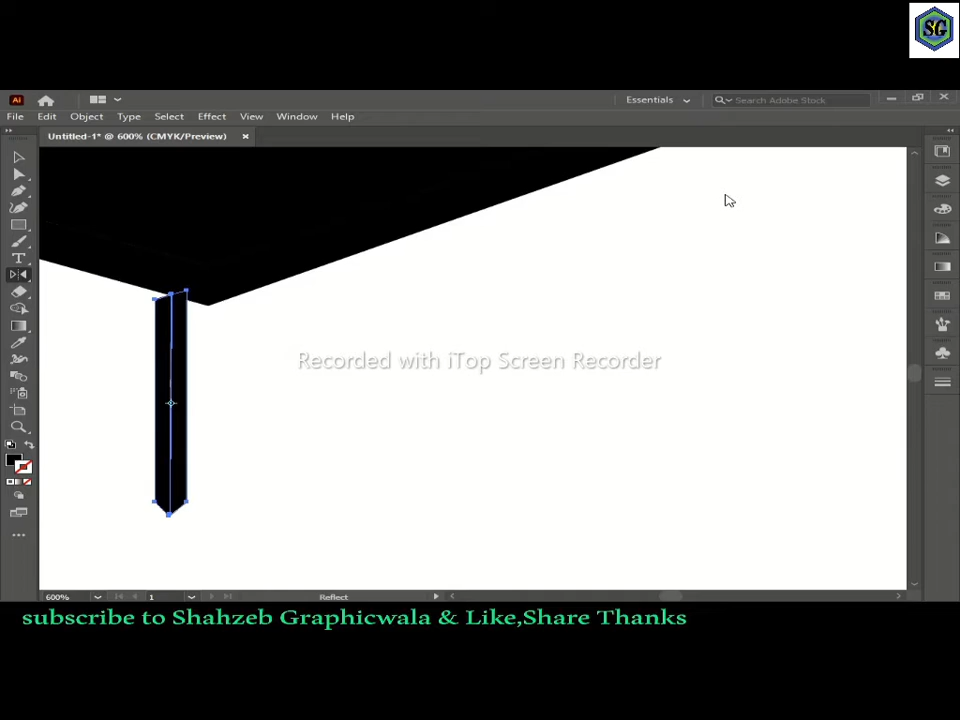 SG
Ai
Essentials
Search Adobe Stock
File Edit Object Type Select Effect View Window Help
Untitled-1* @ 600% (CMYK/Preview) ×
T
Recorded with iTop Screen Recorder
600% 1 Reflect
subscribe to Shahzeb Graphicwala & Like,Share Thanks